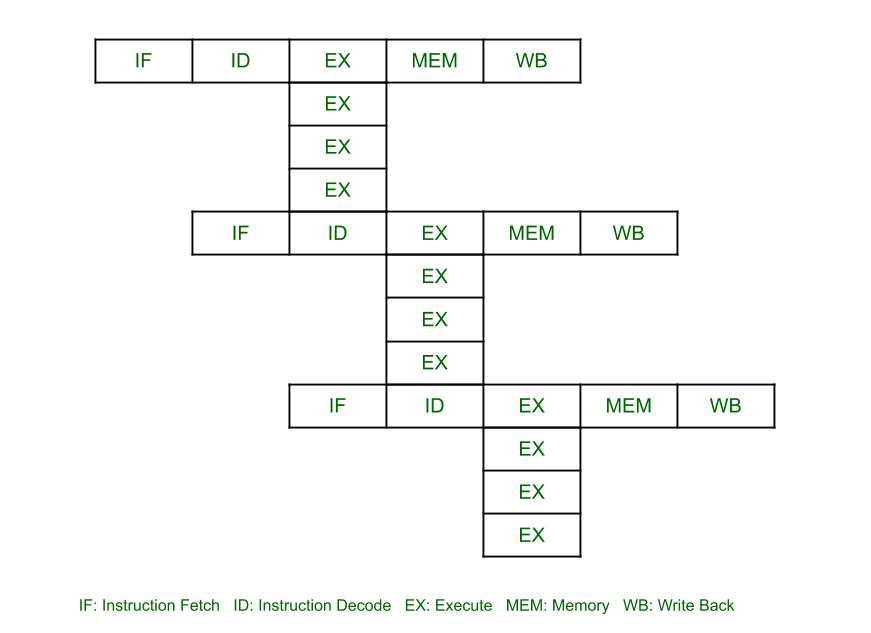 IF ID EX MEM WB
EX
EX
EX
IF ID EX MEM WB
EX
EX
EX
IF ID EX MEM WB
EX
EX
EX
IF: Instruction Fetch ID: Instruction Decode EX: Execute MEM: Memory WB: Write Back